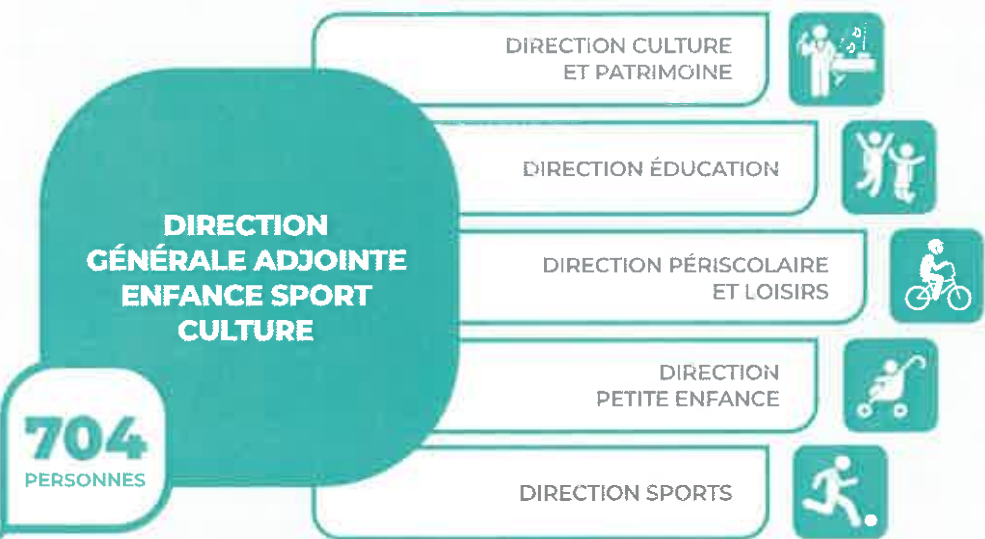 DIRECTION CULTURE
ET PATRIMOINE
DIRECTION ÉDUCATION
DIRECTION
GÉNÉRALE ADJOINTE
ENFANCE SPORT
CULTURE
DIRECTION PÉRISCOLAIRE
ET LOISIRS
DIRECTION
PETITE ENFANCE
704
PERSONNES
DIRECTION SPORTS